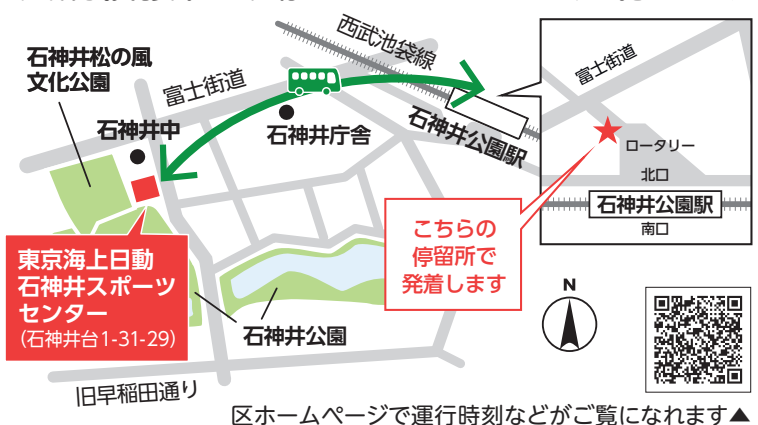 石神井松の風
文化公園
富士街道
西武池袋線
石神井中
石神井庁舎
石神井公園駅
富士街道
ロータリー
北口
石神井公園駅
南口
こちらの
停留所で
発着します
東京海上日動
石神井スポーツ
センター
(石神井台1-31-29)
石神井公園
N
旧早稲田通り
区ホームページで運行時刻などがご覧になれます▲